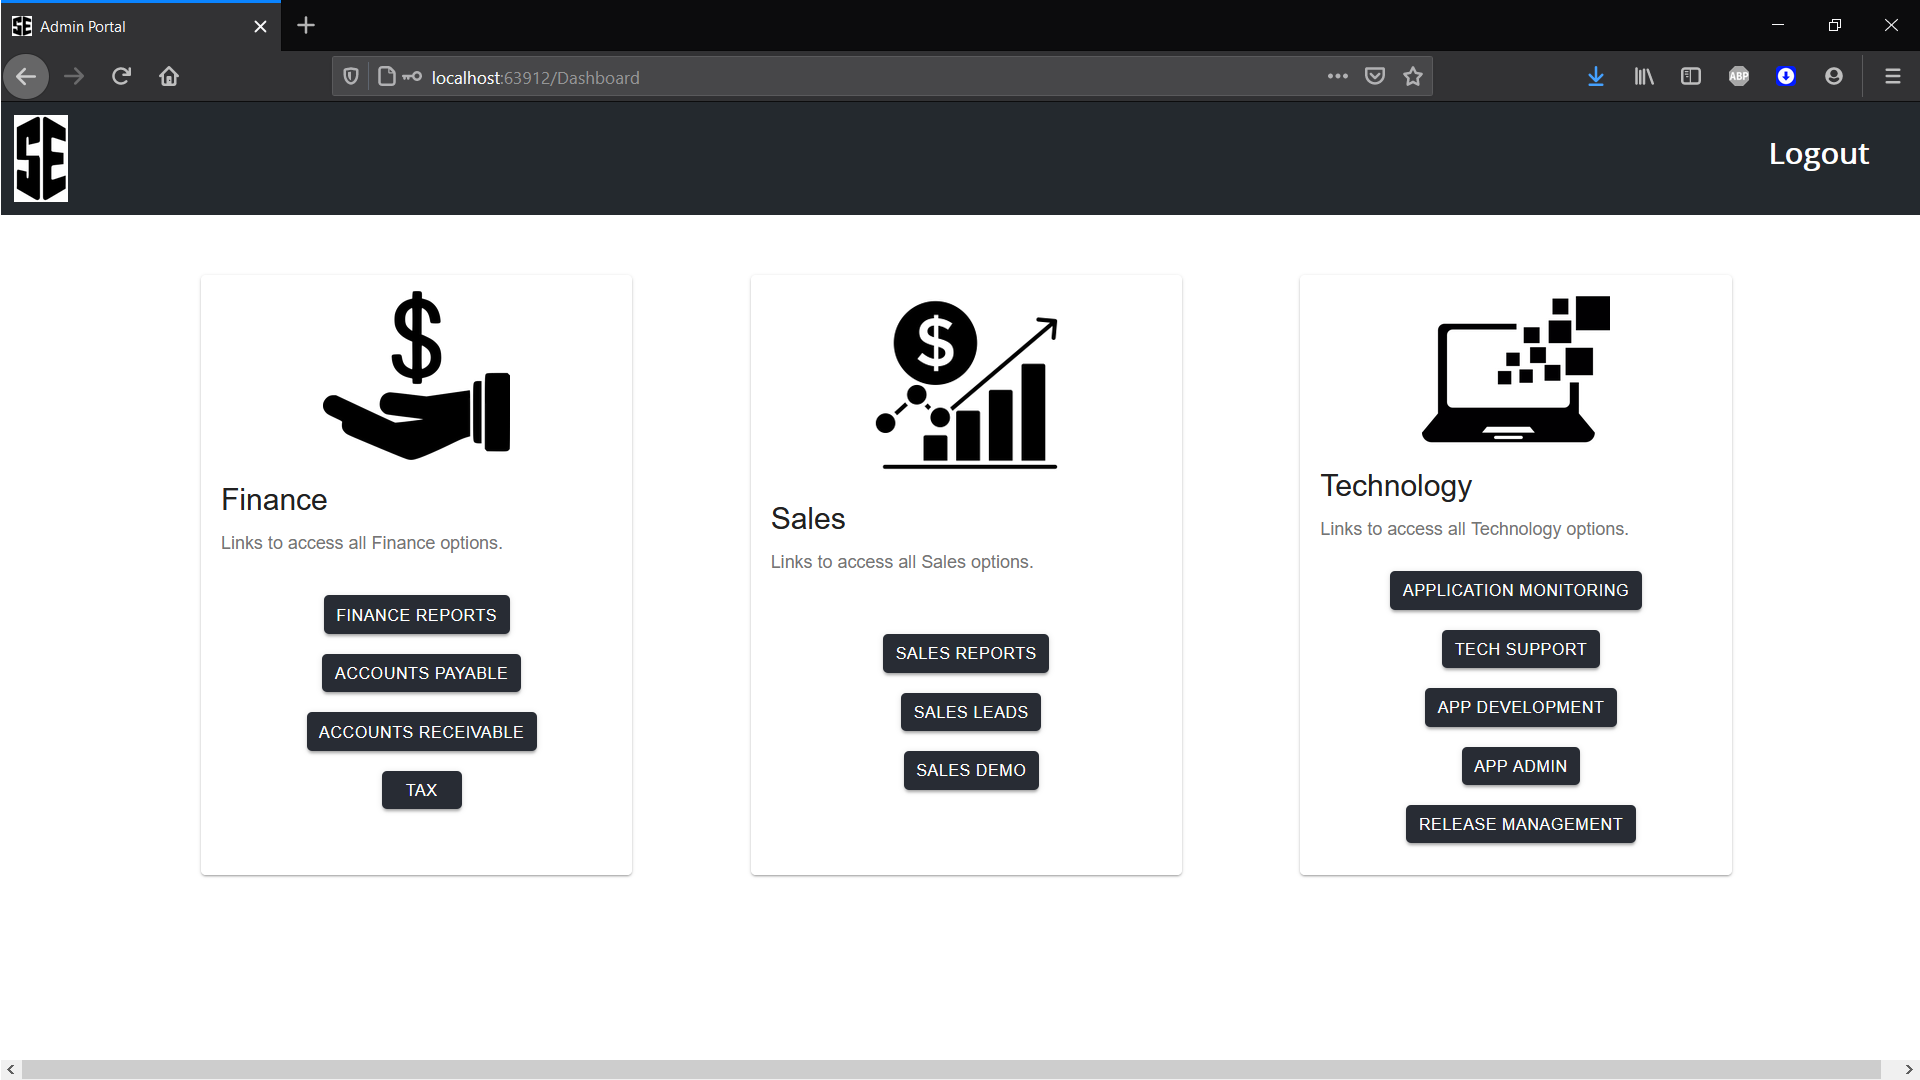 SE Admin Portal
localhost:63912/Dashboard
ABP
SE
Logout
$
Finance
Links to access all Finance options.
FINANCE REPORTS
ACCOUNTS PAYABLE
ACCOUNTS RECEIVABLE
TAX
$
Sales
Links to access all Sales options.
SALES REPORTS
SALES LEADS
SALES DEMO
Technology
Links to access all Technology options.
APPLICATION MONITORING
TECH SUPPORT
APP DEVELOPMENT
APP ADMIN
RELEASE MANAGEMENT